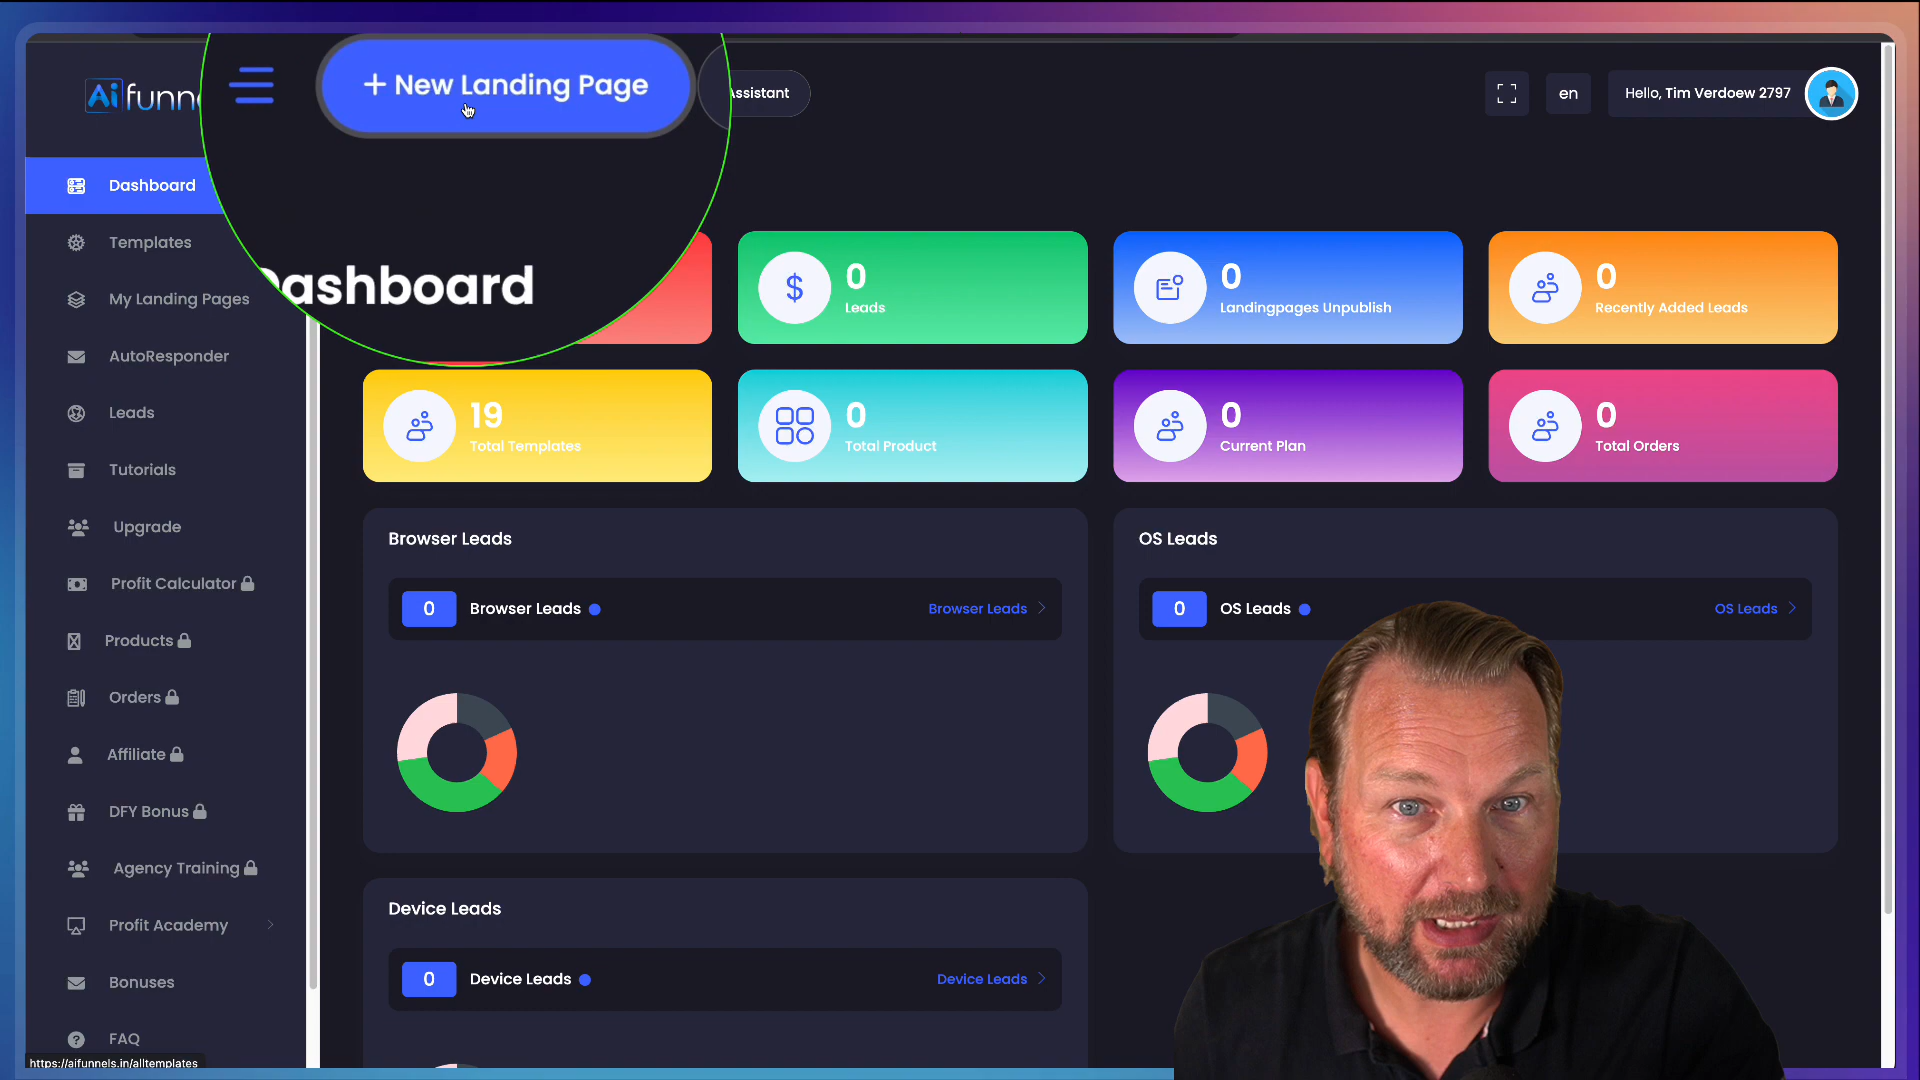 Ai funne
+ New Landing Page
Assistant
en
Hello, Tim Verdoew 2797
Dashboard
Templates
My Landing Pages
AutoResponder
Leads
Tutorials
Upgrade
Profit Calculator
Products
Orders
Affiliate
DFY Bonus
Agency Training
Profit Academy
Bonuses
FAQ
https://aifunnels.in/alltemplates
Dashboard
$
0
Leads
0
Landingpages Unpublish
0
Recently Added Leads
19
Total Templates
0
Total Product
0
Current Plan
0
Total Orders
Browser Leads
0 Browser Leads
Browser Leads
OS Leads
0 OS Leads
OS Leads
Device Leads
0 Device Leads
Device Leads